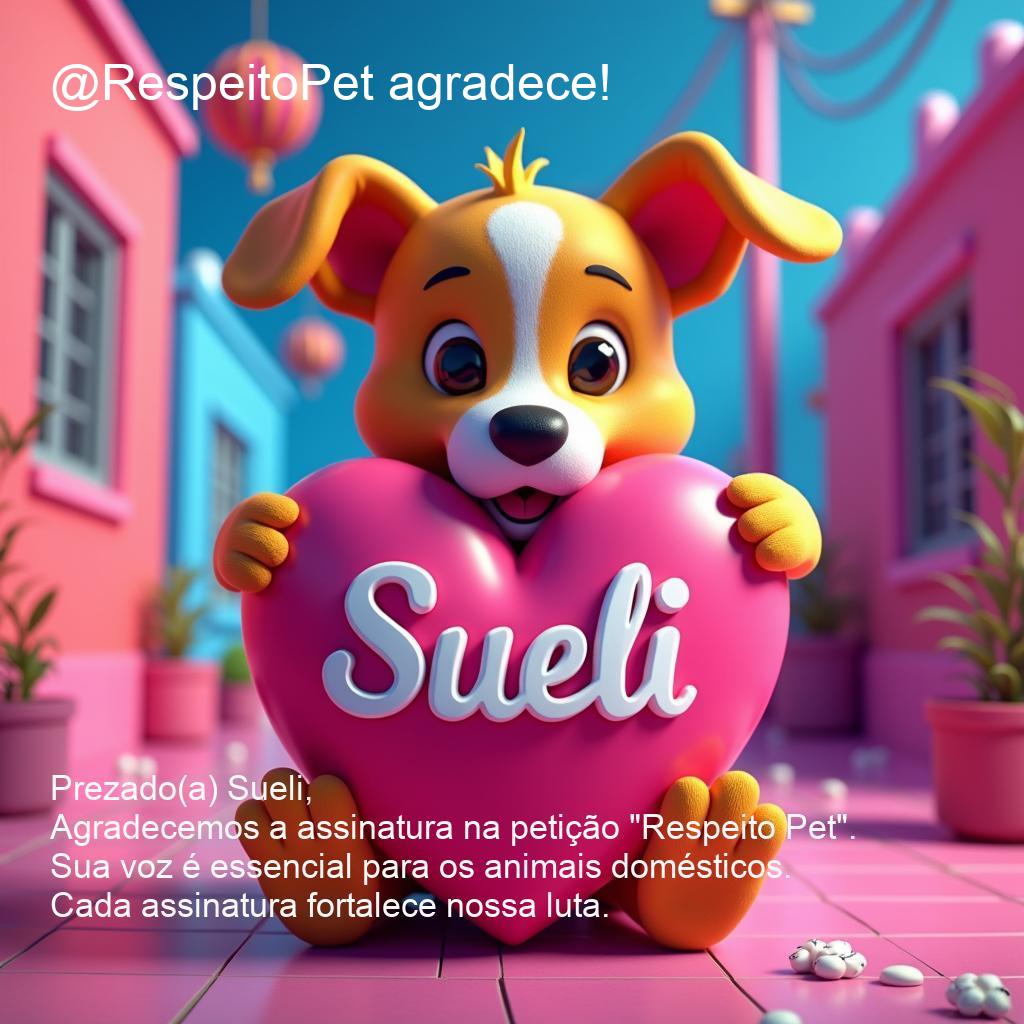 @RespeitoPet agradece!
Sueli
Prezado(a) Sueli,
Agradecemos a assinatura na petição "Respeito Pet".
Sua voz é essencial para os animais domésticos.
Cada assinatura fortalece nossa luta.